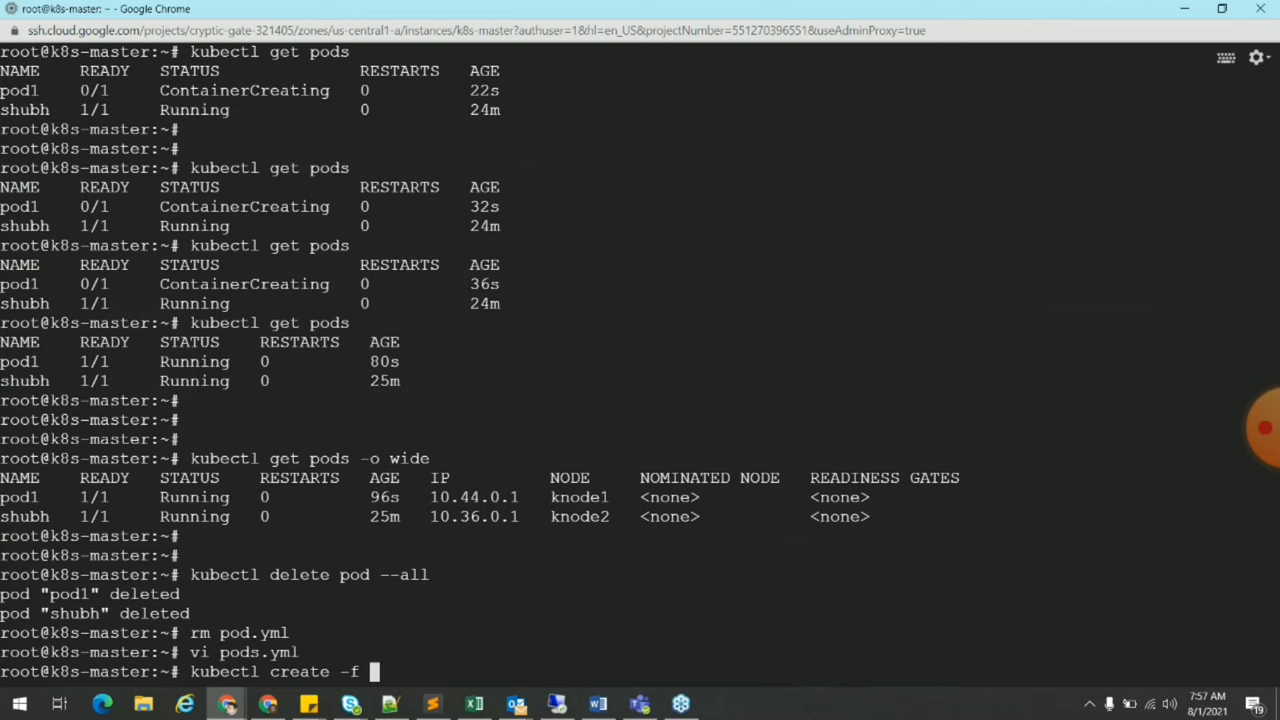 root@k8s-master: ~ - Google Chrome
ssh.cloud.google.com/projects/cryptic-gate-321405/zones/us-central1-a/instances/k8s-master?authuser=1&hl=en_US&projectNumber=551270396551&useAdminProxy=true
root@k8s-master:~# kubectl get pods
NAME READY STATUS RESTARTS AGE
pod1 0/1 ContainerCreating 0 22s
shubh 1/1 Running 0 24m
root@k8s-master:~#
root@k8s-master:~#
root@k8s-master:~# kubectl get pods
NAME READY STATUS RESTARTS AGE
pod1 0/1 ContainerCreating 0 32s
shubh 1/1 Running 0 24m
root@k8s-master:~# kubectl get pods
NAME READY STATUS RESTARTS AGE
pod1 0/1 ContainerCreating 0 36s
shubh 1/1 Running 0 24m
root@k8s-master:~# kubectl get pods
NAME READY STATUS RESTARTS AGE
pod1 1/1 Running 0 80s
shubh 1/1 Running 0 25m
root@k8s-master:~#
root@k8s-master:~#
root@k8s-master:~#
root@k8s-master:~# kubectl get pods -o wide
NAME READY STATUS RESTARTS AGE IP NODE NOMINATED NODE READINESS GATES
pod1 1/1 Running 0 96s 10.44.0.1 knode1 <none> <none>
shubh 1/1 Running 0 25m 10.36.0.1 knode2 <none> <none>
root@k8s-master:~#
root@k8s-master:~#
root@k8s-master:~# kubectl delete pod --all
pod "pod1" deleted
pod "shubh" deleted
root@k8s-master:~# rm pod.yml
root@k8s-master:~# vi pods.yml
root@k8s-master:~# kubectl create -f
7:57 AM
8/1/2021
19